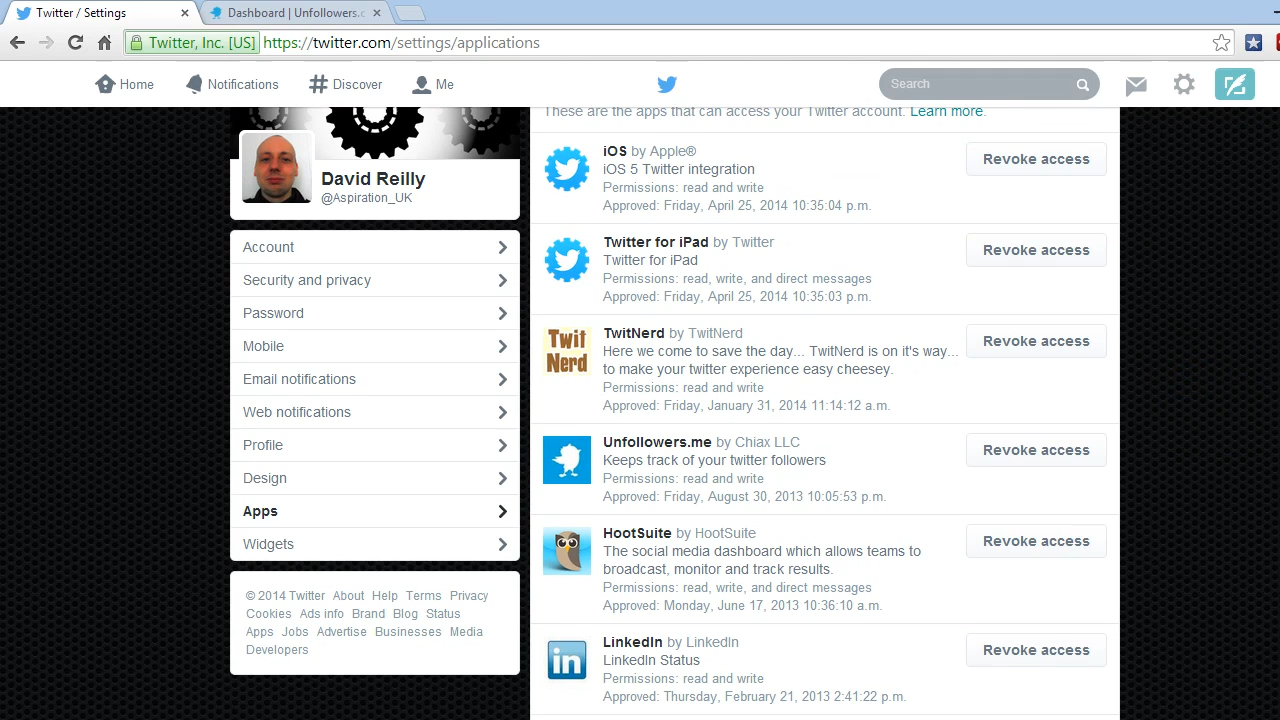 Twitter / Settings
Dashboard | Unfollowers.c
Twitter, Inc. [US] https://twitter.com/settings/applications
Home Notifications Discover Me Search
David Reilly
@Aspiration_UK
Account
Security and privacy
Password
Mobile
Email notifications
Web notifications
Profile
Design
Apps
Widgets
© 2014 Twitter About Help Terms Privacy
Cookies Ads info Brand Blog Status
Apps Jobs Advertise Businesses Media
Developers
These are the apps that can access your Twitter account. Learn more.
iOS by Apple®
iOS 5 Twitter integration
Permissions: read and write
Approved: Friday, April 25, 2014 10:35:04 p.m.
Revoke access
Twitter for iPad by Twitter
Twitter for iPad
Permissions: read, write, and direct messages
Approved: Friday, April 25, 2014 10:35:03 p.m.
Revoke access
Twit
Nerd
TwitNerd by TwitNerd
Here we come to save the day... TwitNerd is on it's way...
to make your twitter experience easy cheesey.
Permissions: read and write
Approved: Friday, January 31, 2014 11:14:12 a.m.
Revoke access
Unfollowers.me by Chiax LLC
Keeps track of your twitter followers
Permissions: read and write
Approved: Friday, August 30, 2013 10:05:53 p.m.
Revoke access
HootSuite by HootSuite
The social media dashboard which allows teams to
broadcast, monitor and track results.
Permissions: read, write, and direct messages
Approved: Monday, June 17, 2013 10:36:10 a.m.
Revoke access
in
LinkedIn by LinkedIn
LinkedIn Status
Permissions: read and write
Approved: Thursday, February 21, 2013 2:41:22 p.m.
Revoke access